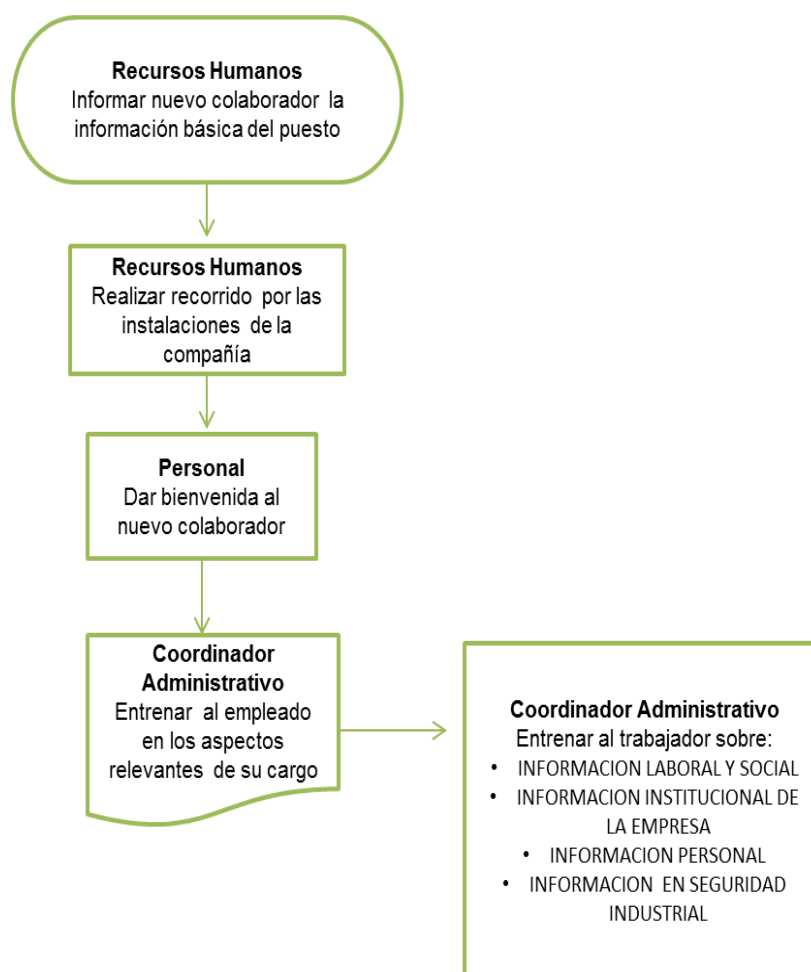 Recursos Humanos
Informar nuevo colaborador la
información básica del puesto
Recursos Humanos
Realizar recorrido por las
instalaciones de la
compañía
Personal
Dar bienvenida al
nuevo colaborador
Coordinador
Administrativo
Entrenar al empleado
en los aspectos
relevantes de su cargo
Coordinador Administrativo
Entrenar al trabajador sobre:
• INFORMACION LABORAL Y SOCIAL
• INFORMACION INSTITUCIONAL DE
LA EMPRESA
• INFORMACION PERSONAL
• INFORMACION EN SEGURIDAD
INDUSTRIAL